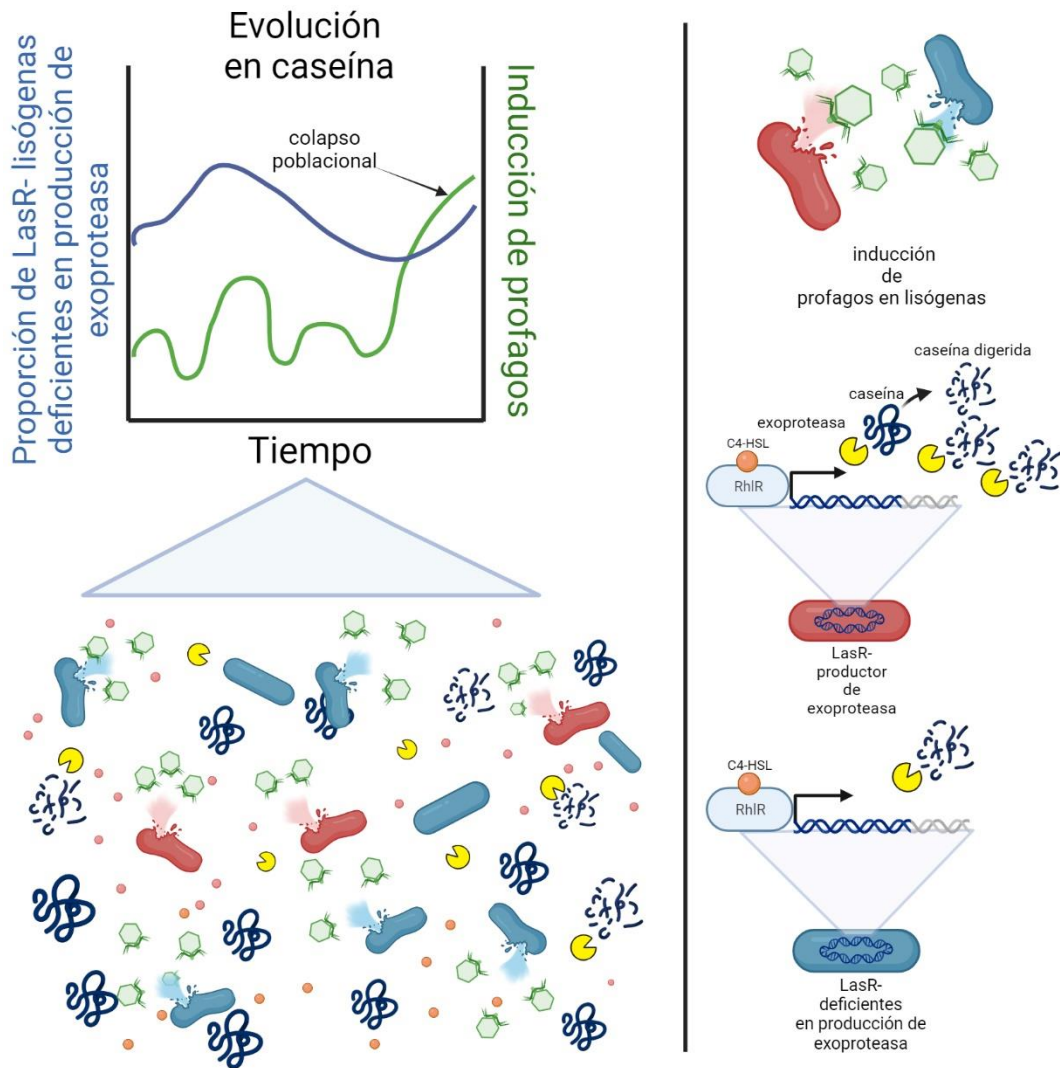 Evolución
en caseína
Proporción de LasR- lisógenas
deficientes en producción de
exoproteasa
colapso
poblacional
Inducción de profagos
Tiempo
inducción
de
profagos en lisógenas
caseína digerida
caseína
exoproteasa
C4-HSL
RhlR
LasR-
productor
de
exoproteasa
C4-HSL
RhlR
LasR-
deficientes
en producción de
exoproteasa